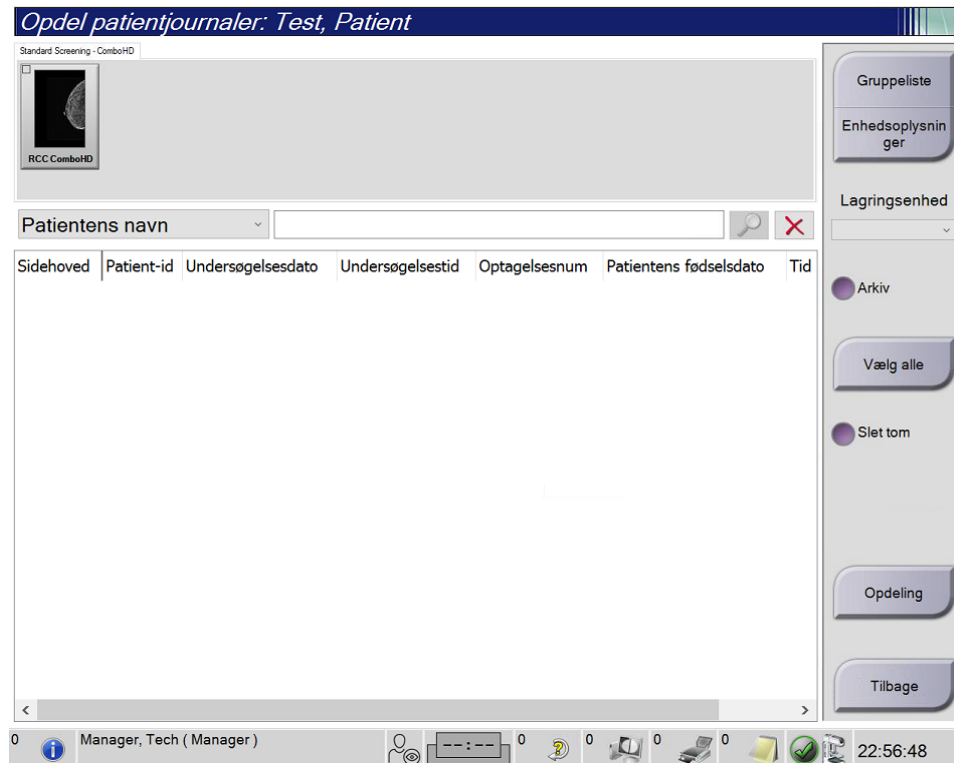 Opdel patientjournaler: Test, Patient
Standard Screening - ComboHD
RCC ComboHD
Gruppeliste
Enhedsoplysnin
ger
Lagringsenhed
Patientens navn
Sidehoved Patient-id Undersøgelsesdato Undersøgelsestid Optagelsesnum Patientens fødselsdato Tid
Arkiv
Vælg alle
Slet tom
Opdeling
Tilbage
0 Manager, Tech ( Manager ) --:-- 0 0 0 0 22:56:48